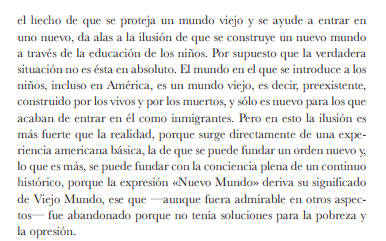 el hecho de que se proteja un mundo viejo y se ayude a entrar en
uno nuevo, da alas a la ilusión de que se construye un nuevo mundo
a través de la educación de los niños. Por supuesto que la verdadera
situación no es ésta en absoluto. El mundo en el que se introduce a los
niños, incluso en América, es un mundo viejo, es decir, preexistente,
construido por los vivos y por los muertos, y sólo es nuevo para los que
acaban de entrar en él como inmigrantes. Pero en esto la ilusión es
más fuerte que la realidad, porque surge directamente de una expe-
riencia americana básica, la de que se puede fundar un orden nuevo y,
lo que es más, se puede fundar con la conciencia plena de un continuo
histórico, porque la expresión «Nuevo Mundo» deriva su significado
de Viejo Mundo, ese que —aunque fuera admirable en otros aspec-
tos— fue abandonado porque no tenía soluciones para la pobreza y
la opresión.